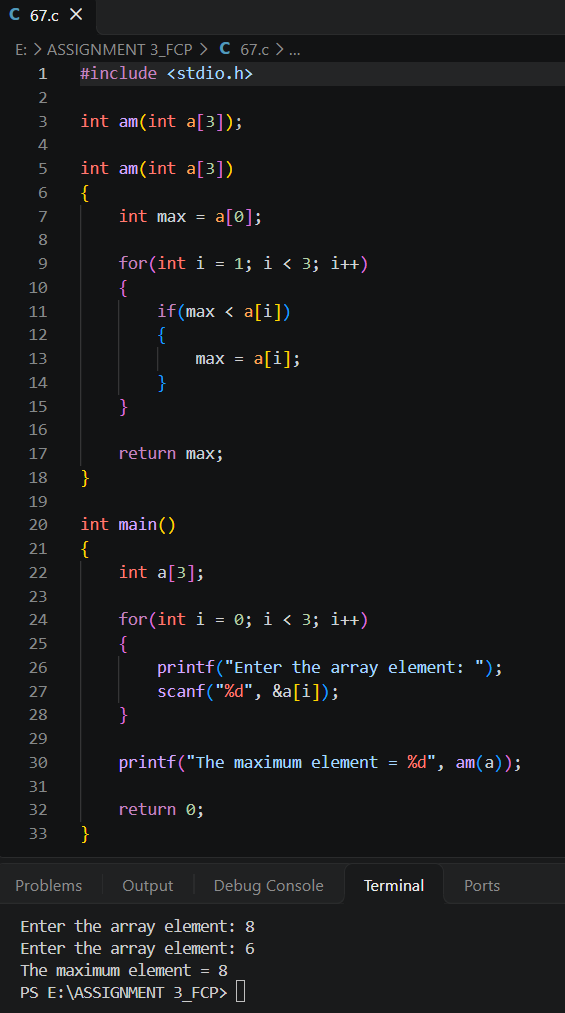 C 67.c ×
E: > ASSIGNMENT 3_FCP > C 67.c > ...
1 #include <stdio.h>
2
3 int am(int a[3]);
4
5 int am(int a[3])
6 {
7 int max = a[0];
8
9 for(int i = 1; i < 3; i++)
10 {
11 if(max < a[i])
12 {
13 max = a[i];
14 }
15 }
16
17 return max;
18 }
19
20 int main()
21 {
22 int a[3];
23
24 for(int i = 0; i < 3; i++)
25 {
26 printf("Enter the array element: ");
27 scanf("%d", &a[i]);
28 }
29
30 printf("The maximum element = %d", am(a));
31
32 return 0;
33 }
Problems Output Debug Console Terminal Ports
Enter the array element: 8
Enter the array element: 6
The maximum element = 8
PS E:\ASSIGNMENT 3_FCP>